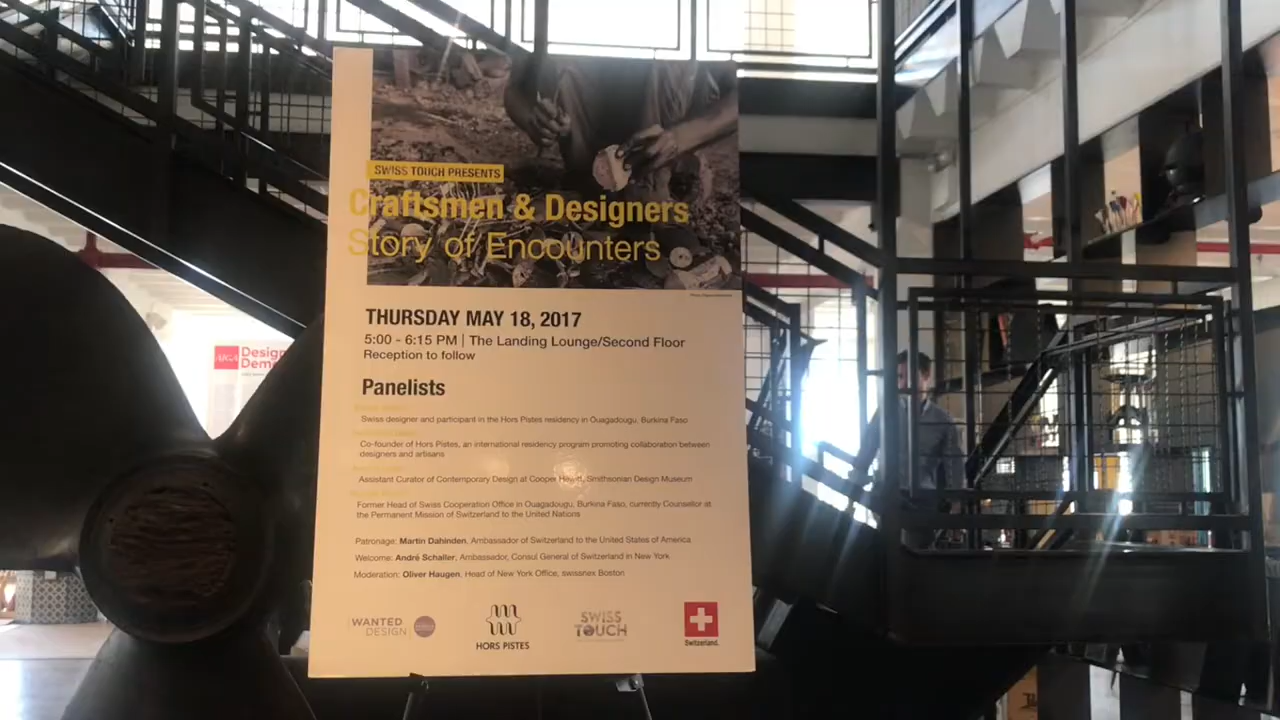 SWISS TOUCH PRESENTS
Craftsmen & Designers
Story of Encounters
THURSDAY MAY 18, 2017
5:00 - 6:15 PM | The Landing Lounge/Second Floor
Reception to follow
Panelists
Swiss designer and participant in the Hors Pistes residency in Ouagadougu, Burkina Faso
Co-founder of Hors Pistes, an international residency program promoting collaboration between
designers and artisans
Assistant Curator of Contemporary Design at Cooper Hewitt, Smithsonian Design Museum
Former Head of Swiss Cooperation Office in Ouagadougu, Burkina Faso, currently Counsellor at
the Permanent Mission of Switzerland to the United Nations
Patronage: Martin Dahinden, Ambassador of Switzerland to the United States of America
Welcome: André Schaller, Ambassador, Consul General of Switzerland in New York
Moderation: Oliver Haugen, Head of New York Office, swissnex Boston
WANTED
DESIGN
HORS PISTES
SWISS
TOUCH
Switzerland.
AIGA
Design
Dem